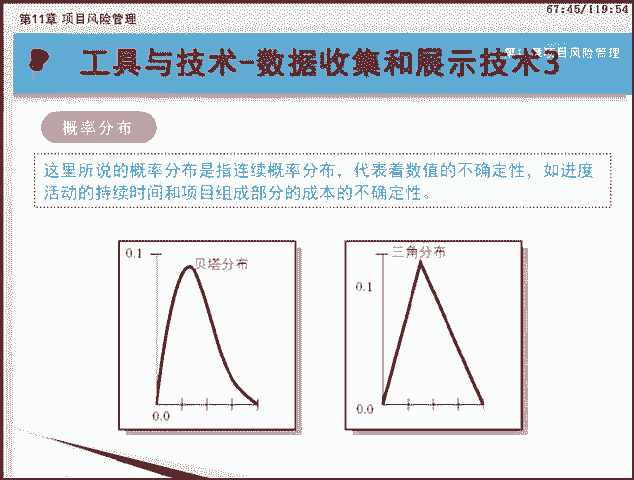 67:45/119:54
第11章 项目风险管理
项目风险管理
工具与技术-数据收集和展示技术3
概率分布
这里所说的概率分布是指连续概率分布，代表着数值的不确定性，如进度
活动的持续时间和项目组成部分的成本的不确定性。
0.1
贝塔分布
0.0
三角分布
0.1
0.0